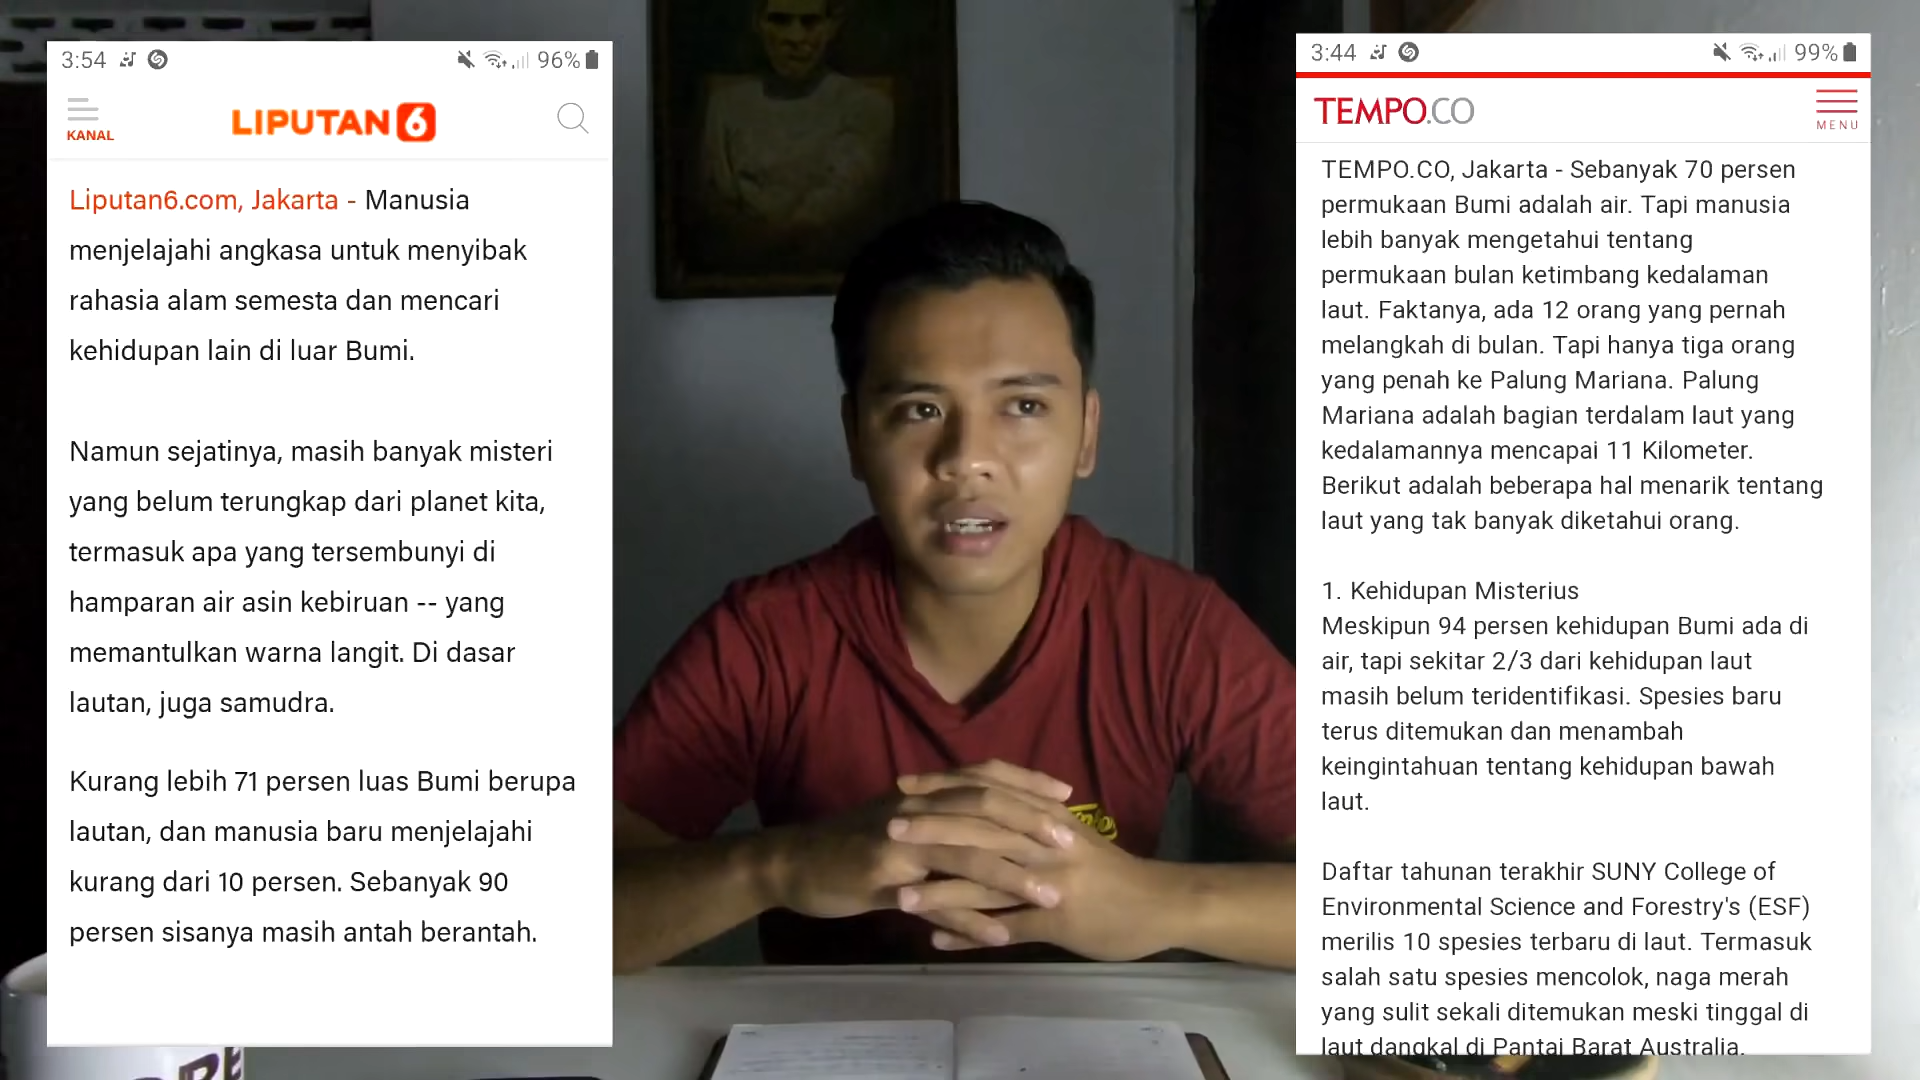 3:54
96%
KANAL
LIPUTAN 6
Liputan6.com, Jakarta - Manusia
menjelajahi angkasa untuk menyibak
rahasia alam semesta dan mencari
kehidupan lain di luar Bumi.
Namun sejatinya, masih banyak misteri
yang belum terungkap dari planet kita,
termasuk apa yang tersembunyi di
hamparan air asin kebiruan -- yang
memantulkan warna langit. Di dasar
lautan, juga samudra.
Kurang lebih 71 persen luas Bumi berupa
lautan, dan manusia baru menjelajahi
kurang dari 10 persen. Sebanyak 90
persen sisanya masih antah berantah.
3:44
99%
TEMPO.CO
MENU
TEMPO.CO, Jakarta - Sebanyak 70 persen
permukaan Bumi adalah air. Tapi manusia
lebih banyak mengetahui tentang
permukaan bulan ketimbang kedalaman
laut. Faktanya, ada 12 orang yang pernah
melangkah di bulan. Tapi hanya tiga orang
yang penah ke Palung Mariana. Palung
Mariana adalah bagian terdalam laut yang
kedalamannya mencapai 11 Kilometer.
Berikut adalah beberapa hal menarik tentang
laut yang tak banyak diketahui orang.
1. Kehidupan Misterius
Meskipun 94 persen kehidupan Bumi ada di
air, tapi sekitar 2/3 dari kehidupan laut
masih belum teridentifikasi. Spesies baru
terus ditemukan dan menambah
keingintahuan tentang kehidupan bawah
laut.
Daftar tahunan terakhir SUNY College of
Environmental Science and Forestry's (ESF)
merilis 10 spesies terbaru di laut. Termasuk
salah satu spesies mencolok, naga merah
yang sulit sekali ditemukan meski tinggal di
laut dangkal di Pantai Barat Australia.